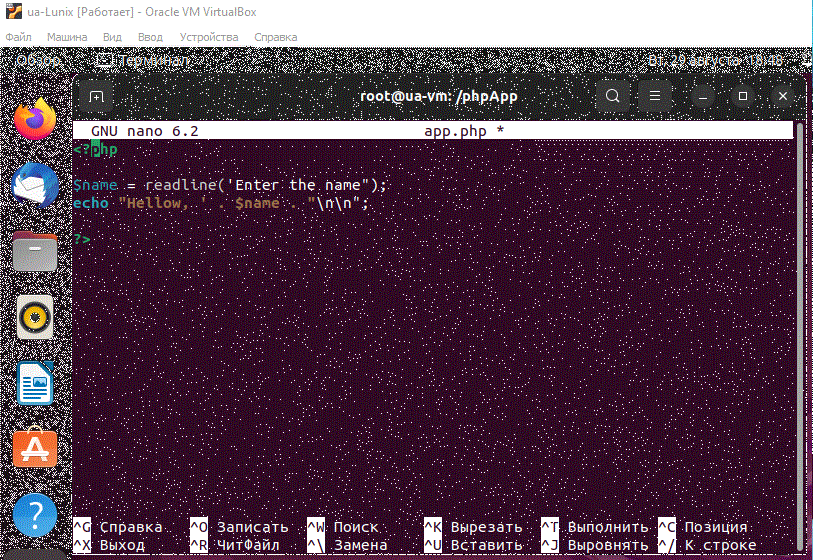 ua-Lunix [Работает] - Oracle VM VirtualBox
Файл Машина Вид Ввод Устройства Справка
Обзор Терминал Вт, 29 августа 18:48
root@ua-vm: /phpApp
GNU nano 6.2 app.php *
<?php
$name = readline('Enter the name");
echo "Hellow, ' . $name . "\n\n";
?>
^G Справка ^O Записать ^W Поиск ^K Вырезать ^T Выполнить ^C Позиция
^X Выход ^R ЧитФайл ^\ Замена ^U Вставить ^J Выровнять ^/ К строке